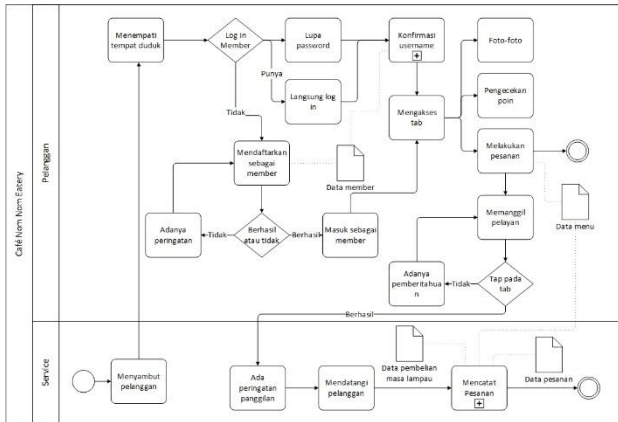 Café Nom Nom Eatery
Pelanggan
Menempati
tempat duduk
Log in
Member
Lupa
password
Konfirmasi
username
Foto-foto
Punya
Langsung log
in
Mengakses
tab
Pengecekan
poin
Tidak
Mendaftarkan
sebagai
member
Data member
Melakukan
pesanan
Data menu
Adanya
peringatan
Tidak
Berhasil
atau tidak
Berhasil
Masuk sebagai
member
Memanggil
pelayan
Adanya
pemberitahua
n
Tidak
Tap pada
tab
Berhasil
Service
Menyambut
pelanggan
Ada
peringatan
panggilan
Mendatangi
pelanggan
Data pembelian
masa lampau
Mencatat
Pesanan
Data pesanan